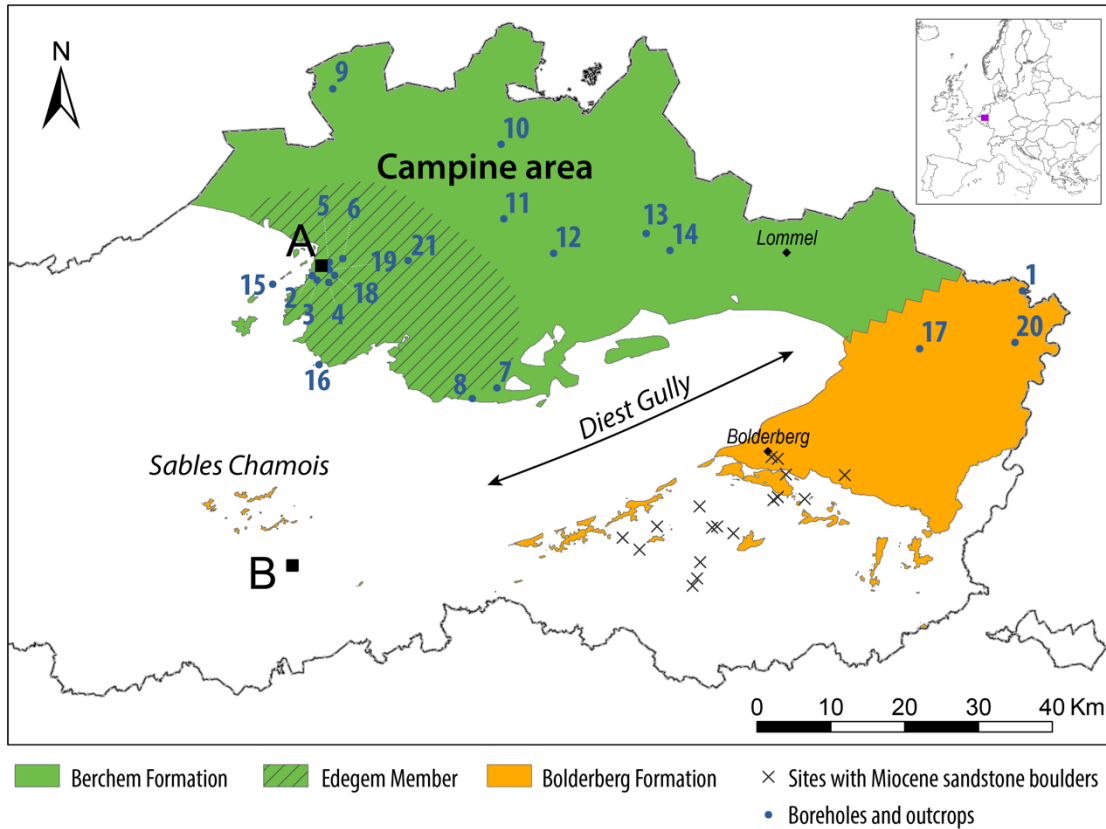 N
9
10
Campine area
11
5
6
A
21
13
12
14
Lommel
19
15
2
18
3
4
1
20
17
16
7
8
Diest Gully
Bolderberg
Sables Chamois
B
0 10 20 30 40 Km
Berchem Formation
Edegem Member
Bolderberg Formation
Sites with Miocene sandstone boulders
Boreholes and outcrops